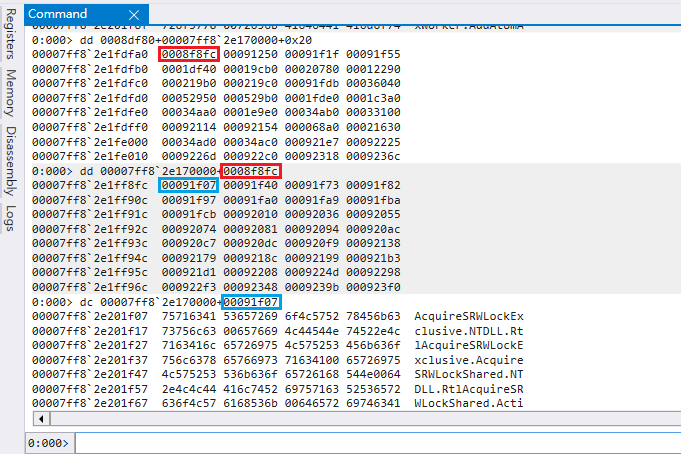 Command ×
Registers
Memory
Disassembly
Logs
0:000> dd 0008df80+00007ff8`2e170000+0x20
00007ff8`2e1fdfa0 0008f8fc 00091250 00091f1f 00091f55
00007ff8`2e1fdfb0 0001df40 00019cb0 00020780 00012290
00007ff8`2e1fdfc0 000219b0 000219c0 00091fdb 00036040
00007ff8`2e1fdfd0 00052950 000529b0 0001fde0 0001c3a0
00007ff8`2e1fdfe0 00034aa0 0001e9e0 00034ab0 00033100
00007ff8`2e1fdff0 00092114 00092154 000068a0 00021630
00007ff8`2e1fe000 00034ad0 00034ac0 000921e7 00092225
00007ff8`2e1fe010 0009226d 000922c0 00092318 0009236c
0:000> dd 00007ff8`2e170000+0008f8fc
00007ff8`2e1ff8fc 00091f07 00091f40 00091f73 00091f82
00007ff8`2e1ff90c 00091f97 00091fa0 00091fa9 00091fba
00007ff8`2e1ff91c 00091fcb 00092010 00092036 00092055
00007ff8`2e1ff92c 00092074 00092081 00092094 000920ac
00007ff8`2e1ff93c 000920c7 000920dc 000920f9 00092138
00007ff8`2e1ff94c 00092179 0009218c 00092199 000921b3
00007ff8`2e1ff95c 000921d1 00092208 0009224d 00092298
00007ff8`2e1ff96c 000922f3 00092348 0009239b 000923f0
0:000> dc 00007ff8`2e170000+00091f07
00007ff8`2e201f07 75716341 53657269 6f4c5752 78456b63 AcquireSRWLockEx
00007ff8`2e201f17 73756c63 00657669 4c44544e 74522e4c clusive.NTDLL.Rt
00007ff8`2e201f27 7163416c 65726975 4c575253 456b636f lAcquireSRWLockE
00007ff8`2e201f37 756c6378 65766973 71634100 65726975 xclusive.Acquire
00007ff8`2e201f47 4c575253 536b636f 65726168 544e0064 SRWLockShared.NT
00007ff8`2e201f57 2e4c4c44 416c7452 69757163 52536572 DLL.RtlAcquireSR
00007ff8`2e201f67 636f4c57 6168536b 00646572 69746341 WLockShared.Acti
0:000>